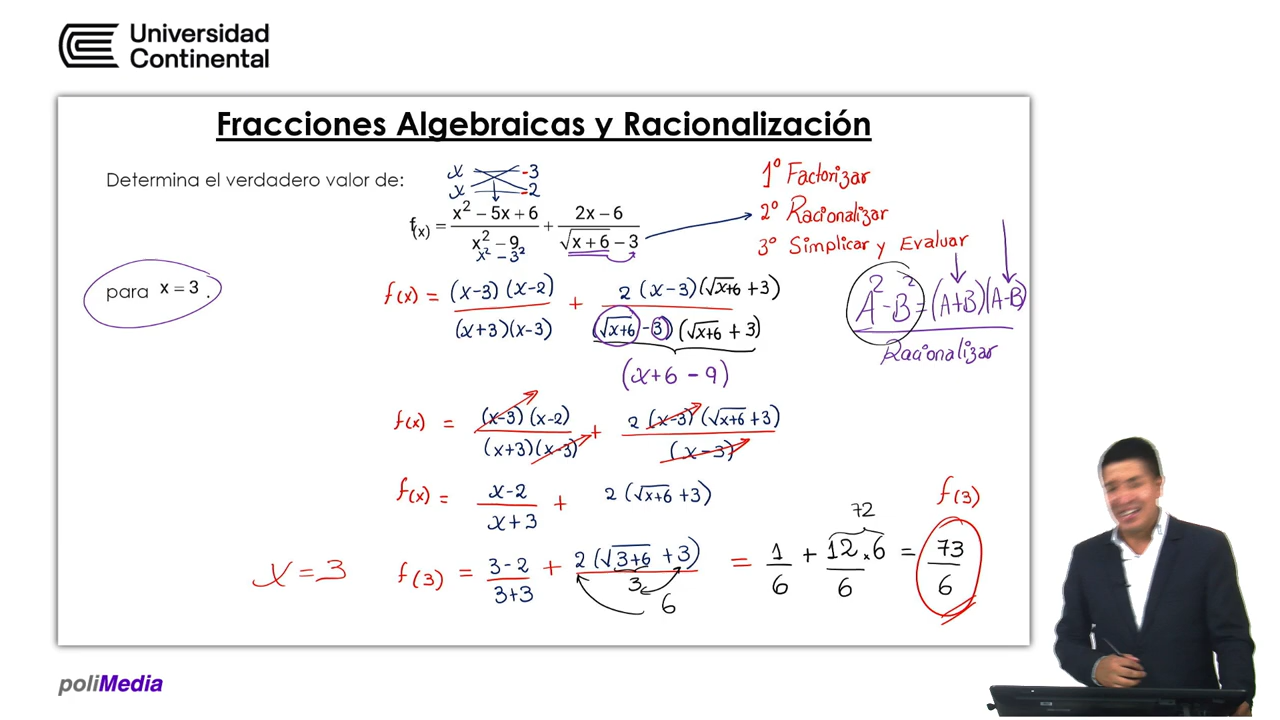 Universidad
Continental
Fracciones Algebraicas y Racionalización
Determina el verdadero valor de:
x -3
x -2
f(x) = (x² - 5x + 6)/(x² - 9) + (2x - 6)/(√(x + 6) - 3)
x² - 3²
para x = 3 .
1° Factorizar
2° Racionalizar
3° Simplicar y Evaluar
A² - B² = (A+B)(A-B)
Racionalizar
f(x) = (x-3)(x-2)/((x+3)(x-3)) + 2(x-3)(√(x+6) + 3)/((√(x+6) - 3)(√(x+6) + 3))
(x+6 - 9)
f(x) = (x-3)(x-2)/((x+3)(x-3)) + 2(x-3)(√(x+6) + 3)/(x-3)
f(x) = (x-2)/(x+3) + 2(√(x+6) + 3)
x = 3
f(3) = (3-2)/(3+3) + 2(√(3+6) + 3) = 1/6 + 12×6/6 = 73/6
3
6
72
f(3)
poliMedia